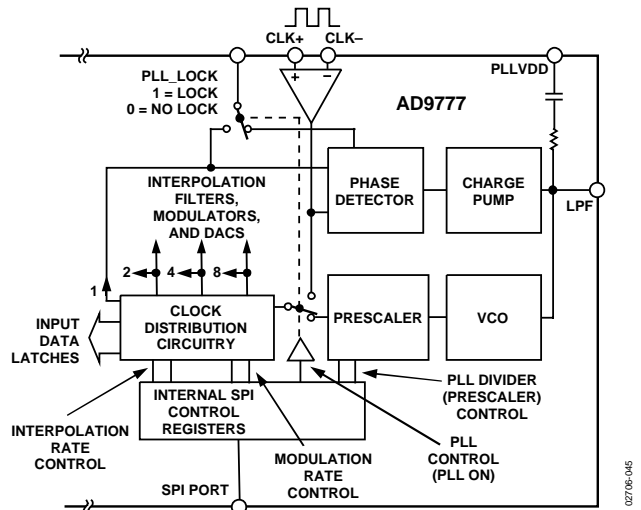 CLK+ CLK–
PLL_LOCK
1 = LOCK
0 = NO LOCK
PLLVDD
+ –
AD9777
INTERPOLATION
FILTERS,
MODULATORS,
AND DACS
PHASE
DETECTOR
CHARGE
PUMP
LPF
2 4 8
1
CLOCK
DISTRIBUTION
CIRCUITRY
PRESCALER
VCO
INPUT
DATA
LATCHES
INTERNAL SPI
CONTROL
REGISTERS
PLL DIVIDER
(PRESCALER)
CONTROL
INTERPOLATION
RATE
CONTROL
MODULATION
RATE
CONTROL
PLL
CONTROL
(PLL ON)
SPI PORT
02706-045